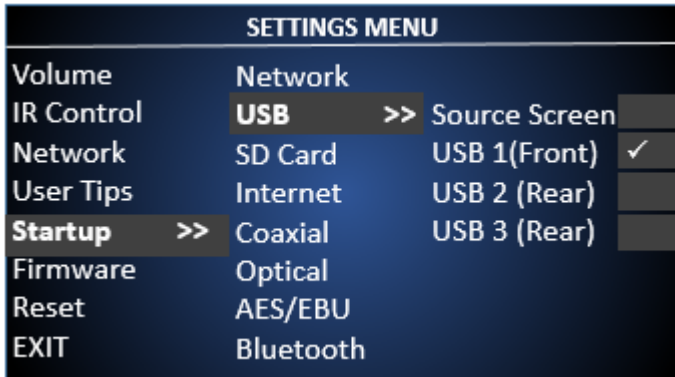 SETTINGS MENU
Volume
IR Control
Network
User Tips
Startup >>
Firmware
Reset
EXIT
Network
USB >>
SD Card
Internet
Coaxial
Optical
AES/EBU
Bluetooth
Source Screen
USB 1(Front) ✓
USB 2 (Rear)
USB 3 (Rear)